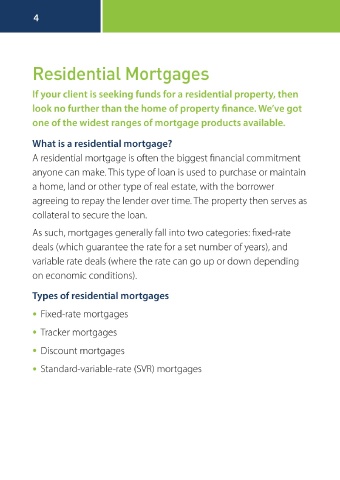 4
Residential Mortgages
If your client is seeking funds for a residential property, then
look no further than the home of property finance. We've got
one of the widest ranges of mortgage products available.
What is a residential mortgage?
A residential mortgage is often the biggest financial commitment
anyone can make. This type of loan is used to purchase or maintain
a home, land or other type of real estate, with the borrower
agreeing to repay the lender over time. The property then serves as
collateral to secure the loan.
As such, mortgages generally fall into two categories: fixed-rate
deals (which guarantee the rate for a set number of years), and
variable rate deals (where the rate can go up or down depending
on economic conditions).
Types of residential mortgages
• Fixed-rate mortgages
• Tracker mortgages
• Discount mortgages
• Standard-variable-rate (SVR) mortgages